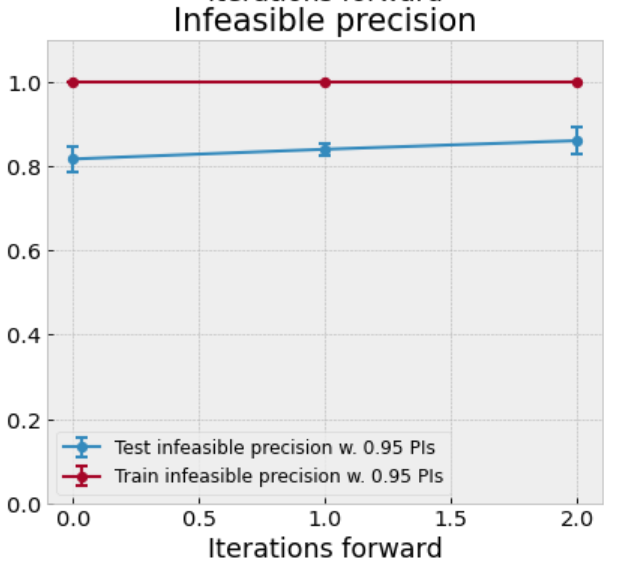 Iterations forward
Infeasible precision
1.0
0.8
0.6
0.4
0.2
0.0
Test infeasible precision w. 0.95 PIs
Train infeasible precision w. 0.95 PIs
0.0 0.5 1.0 1.5 2.0
Iterations forward